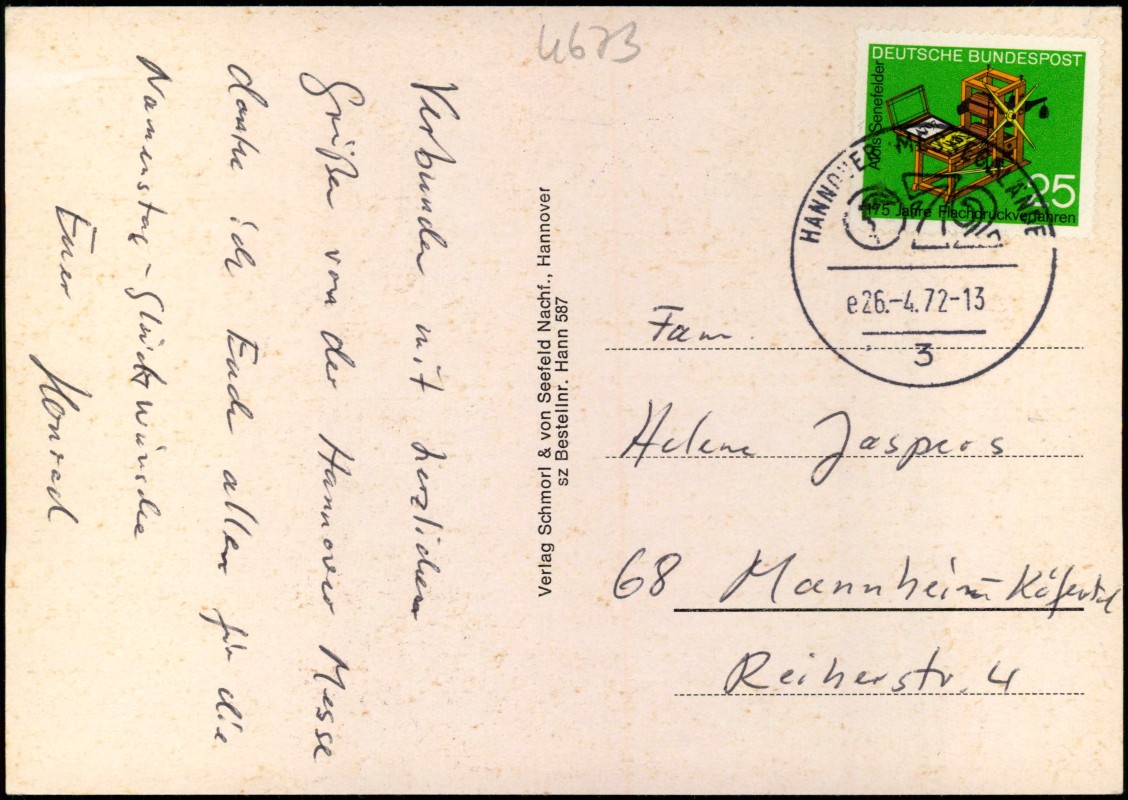 4673
Verbunden mit herzlichen
Grüßen von der Hannover Messe
danke ich Euch allen für die
Namenstag-Glückwünsche
Euer Konrad
Verlag Schmorl & von Seefeld Nachf., Hannover
sz Bestellnr. Hann 587
DEUTSCHE BUNDESPOST
Alois Senefelder
25
175 Jahre Flachdruckverfahren
HANNOVER MESSEGELÄNDE
e26.-4.72-13
3
Fam.
Helene Jaspers
68 Mannheim Käfertal
Reiherstr. 4